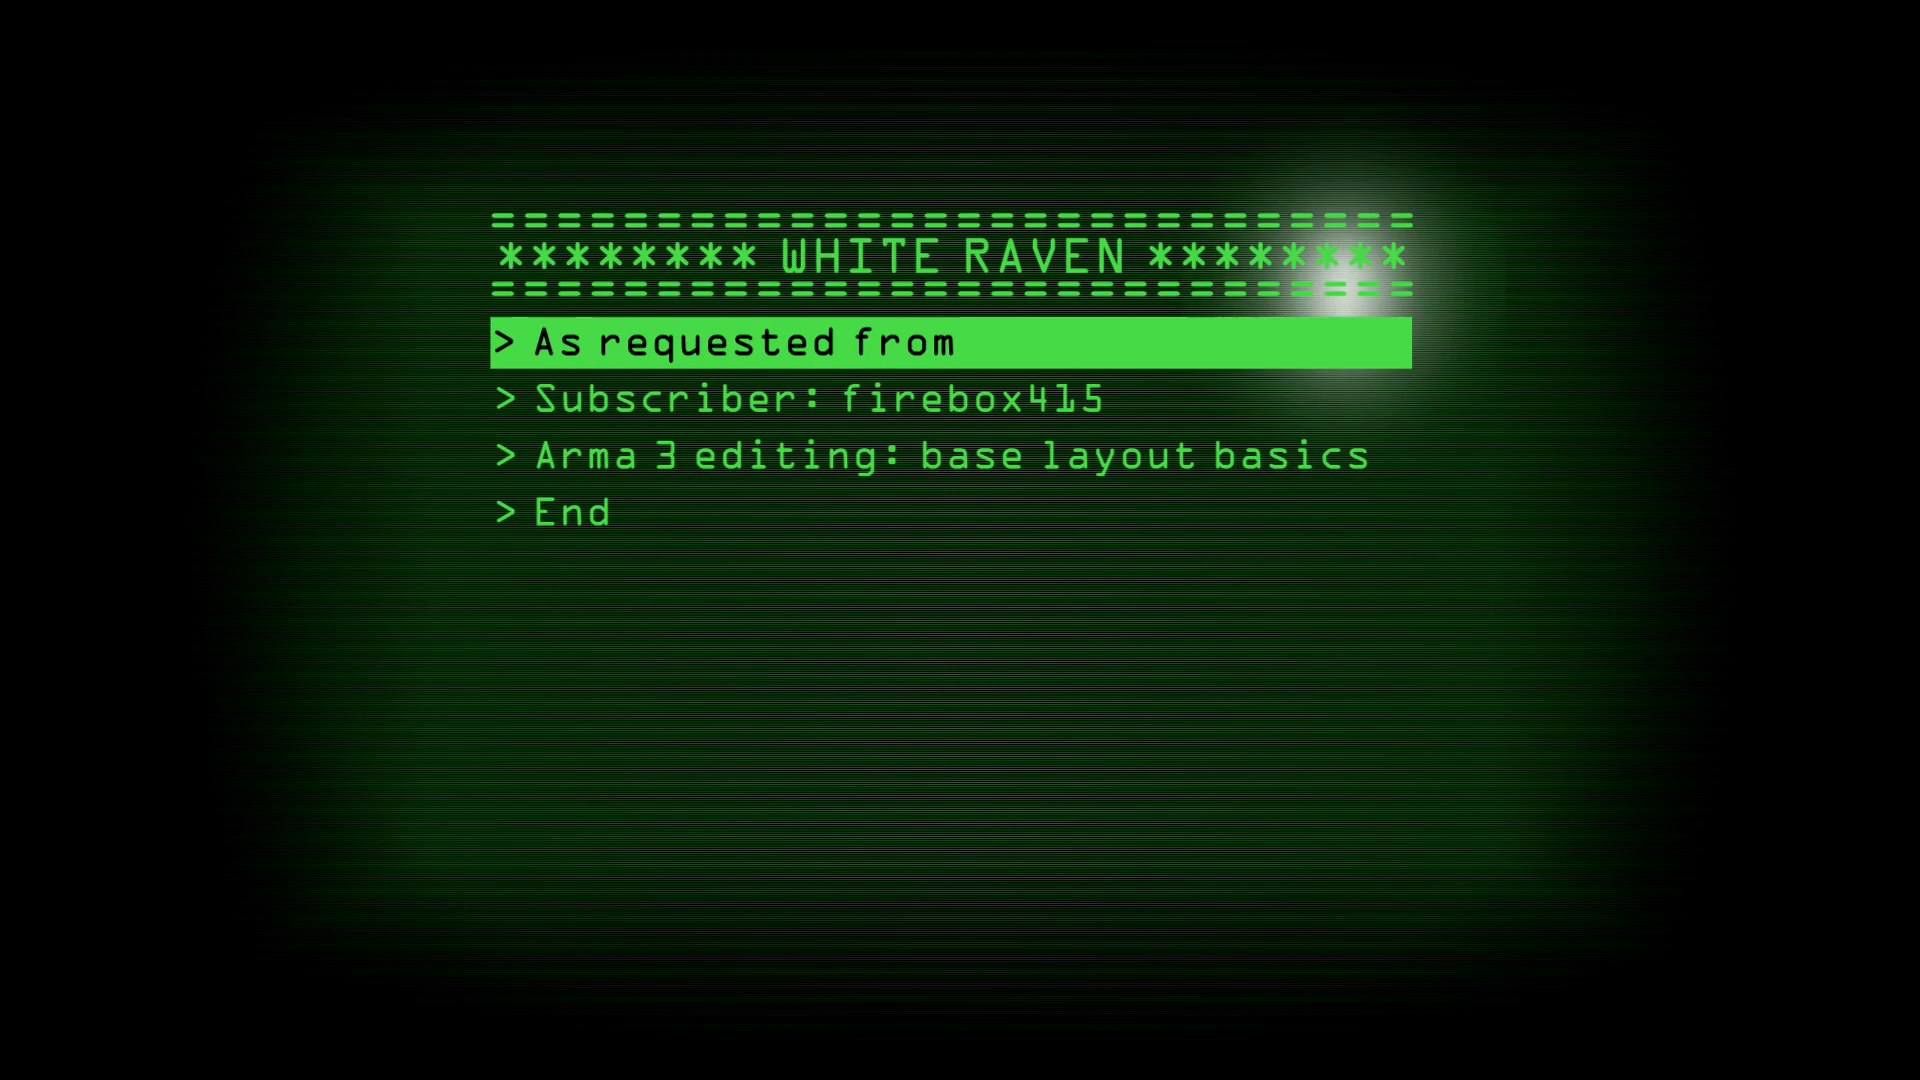 ============================
******** WHITE RAVEN ********
============================
> As requested from
> Subscriber: firebox415
> Arma 3 editing: base layout basics
> End